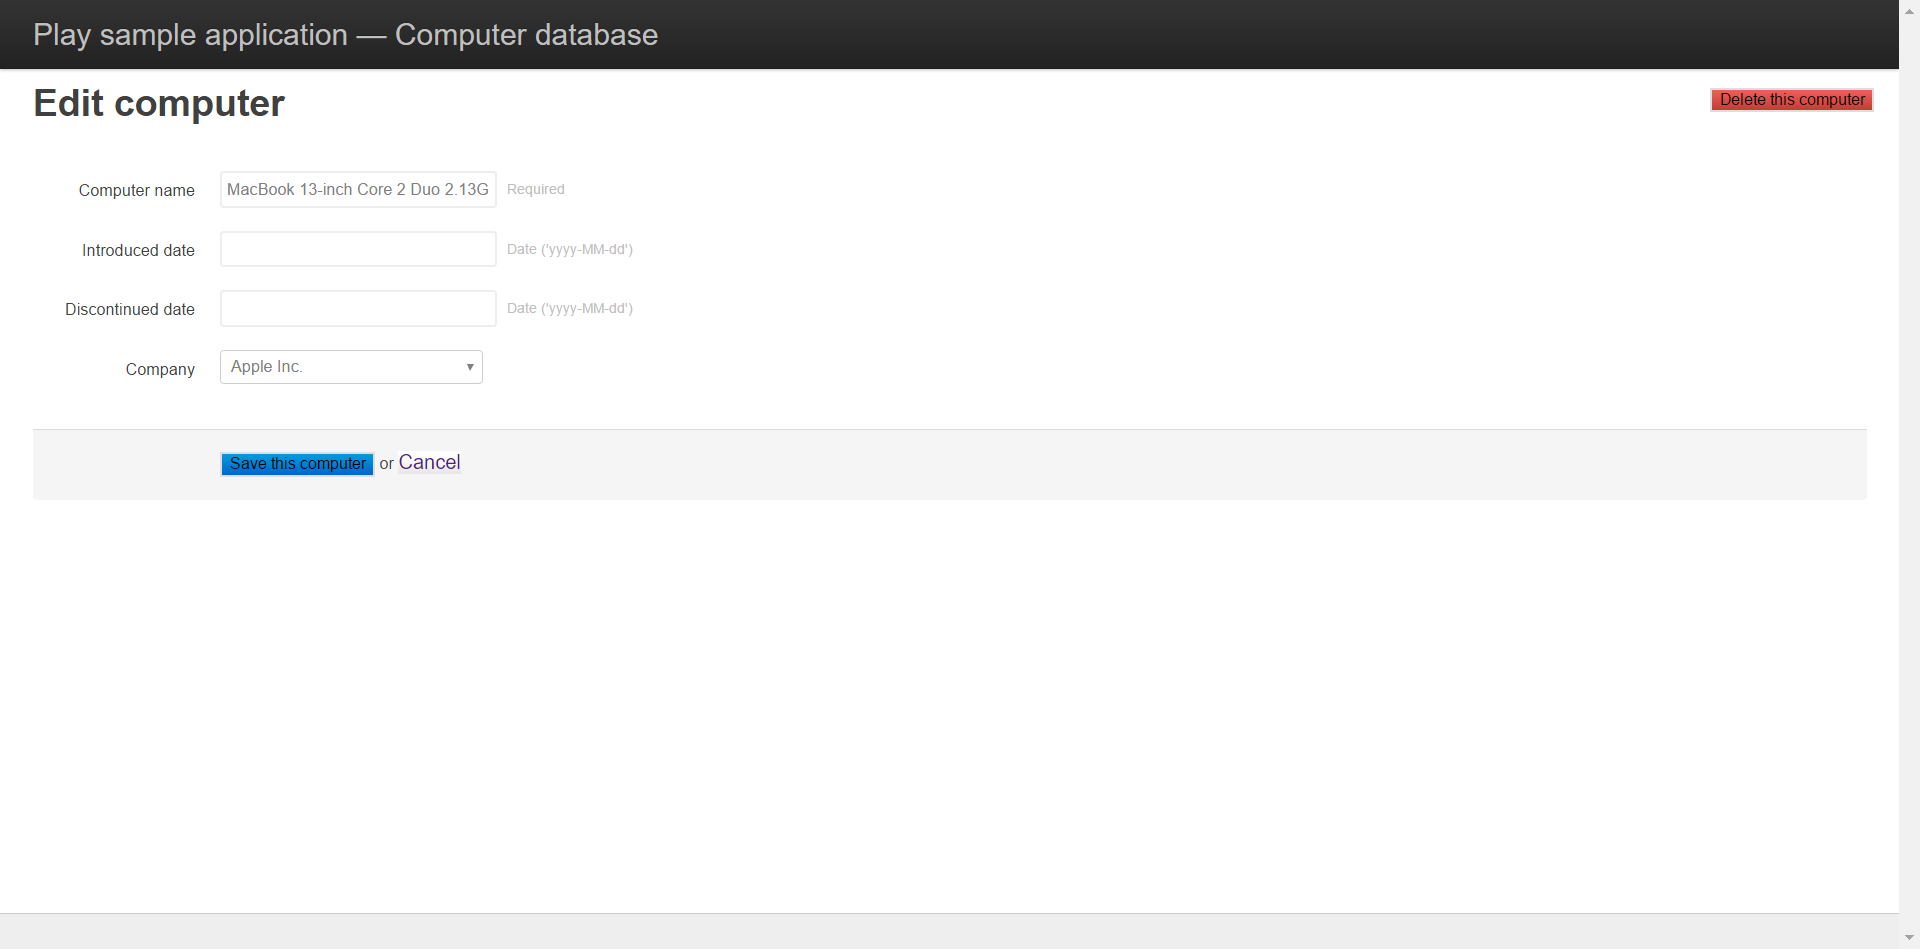 Play sample application — Computer database
Edit computer
Delete this computer
Computer name MacBook 13-inch Core 2 Duo 2.13G Required
Introduced date Date ('yyyy-MM-dd')
Discontinued date Date ('yyyy-MM-dd')
Company Apple Inc.
Save this computer or Cancel